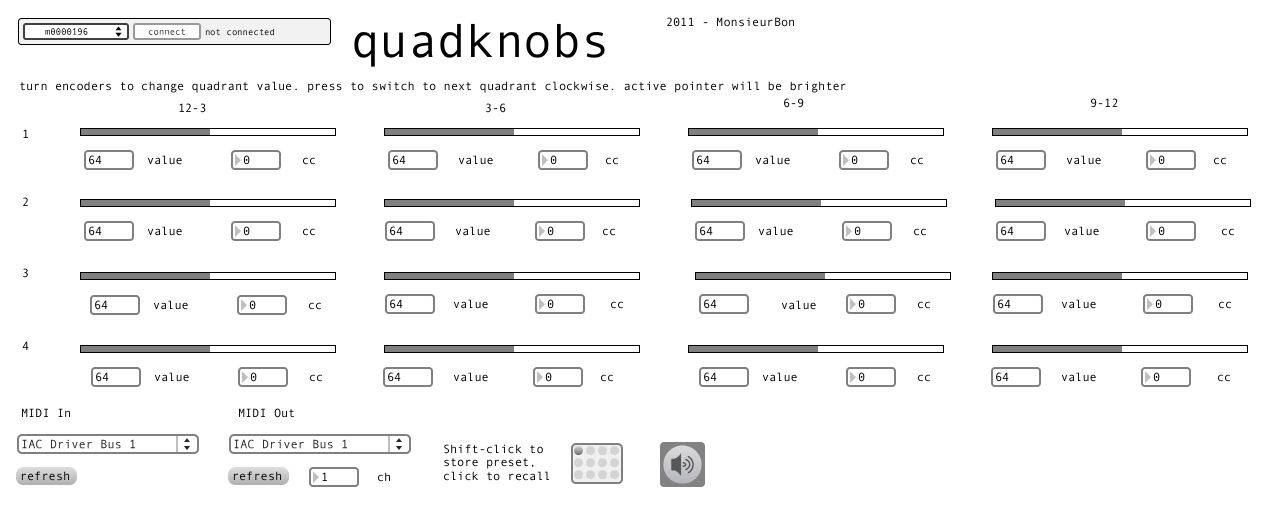 m0000196 connect not connected
quadknobs
2011 - MonsieurBon
turn encoders to change quadrant value. press to switch to next quadrant clockwise. active pointer will be brighter
12-3 3-6 6-9 9-12
1
64 value 0 cc 64 value 0 cc 64 value 0 cc 64 value 0 cc
2
64 value 0 cc 64 value 0 cc 64 value 0 cc 64 value 0 cc
3
64 value 0 cc 64 value 0 cc 64 value 0 cc 64 value 0 cc
4
64 value 0 cc 64 value 0 cc 64 value 0 cc 64 value 0 cc
MIDI In MIDI Out
IAC Driver Bus 1 IAC Driver Bus 1
refresh refresh 1 ch
Shift-click to
store preset,
click to recall